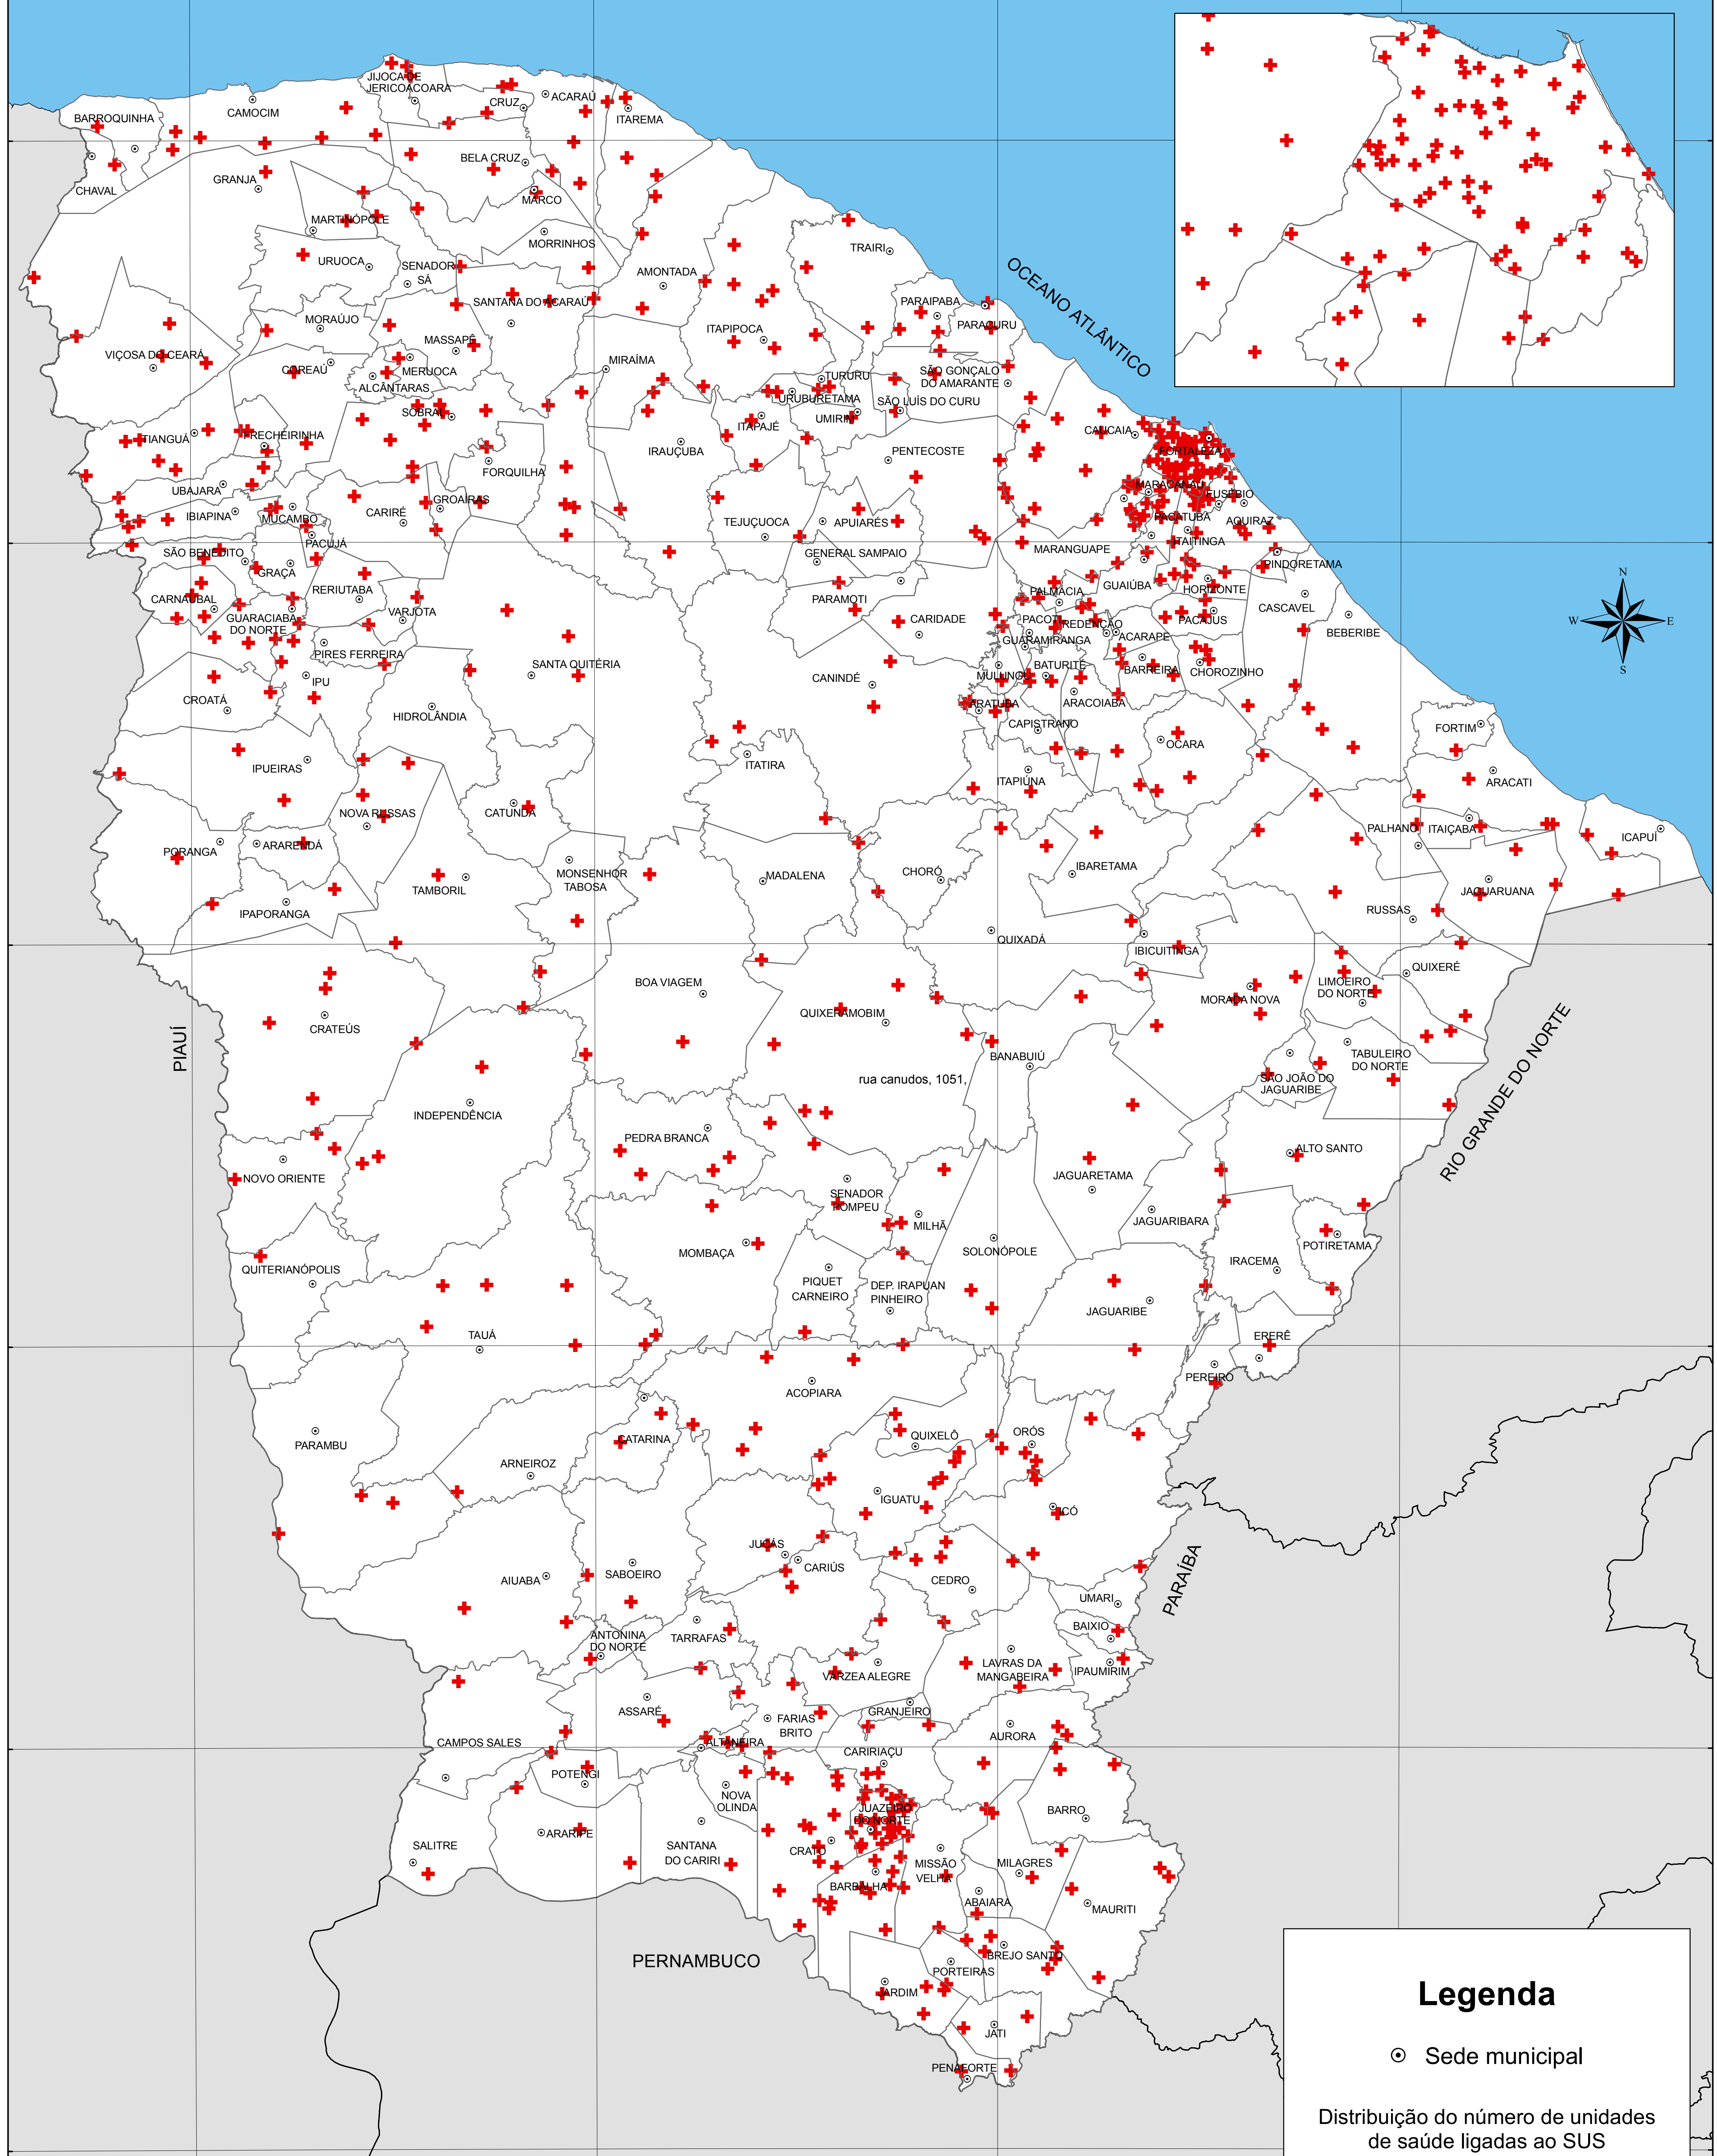 JIJOCA DE
JERICOACOARA
CAMOCIM
BARROQUINHA
CRUZ
ACARAÚ
ITAREMA
CHAVAL
GRANJA
BELA CRUZ
MARCO
MARTINÓPOLE
MORRINHOS
URUOCA
SENADOR
SÁ
TRAIRI
AMONTADA
OCEANO ATLÂNTICO
SANTANA DO ACARAÚ
PARAIPABA
MORAÚJO
PARACURU
ITAPIPOCA
MASSAPÊ
VIÇOSA DO CEARÁ
MIRAÍMA
COREAÚ
MERUOCA
TURURU
SÃO GONÇALO
DO AMARANTE
ALCÂNTARAS
URUBURETAMA
SÃO LUÍS DO CURU
SOBRAL
UMIRIM
ITAPAJÉ
CAUCAIA
TIANGUÁ
FRECHEIRINHA
IRAUÇUBA
PENTECOSTE
FORTALEZA
FORQUILHA
UBAJARA
MARACANAÚ
EUSÉBIO
GROAÍRAS
IBIAPINA
MUCAMBO
CARIRÉ
TEJUÇUOCA
APUIARÉS
PACATUBA
AQUIRAZ
PACUJÁ
ITAITINGA
SÃO BENEDITO
GENERAL SAMPAIO
MARANGUAPE
PINDORETAMA
GRAÇA
RERIUTABA
GUAIÚBA
HORIZONTE
CARNAUBAL
PARAMOTI
PALMÁCIA
CASCAVEL
VARJOTA
GUARACIABA
DO NORTE
CARIDADE
PACOTI
REDENÇÃO
PACAJUS
BEBERIBE
GUARAMIRANGA
ACARAPE
PIRES FERREIRA
SANTA QUITÉRIA
BATURITÉ
BARREIRA
CHOROZINHO
IPU
CANINDÉ
MULUNGU
CROATÁ
ARATUBA
ARACOIABA
HIDROLÂNDIA
CAPISTRANO
FORTIM
OCARA
IPUEIRAS
ITATIRA
ITAPIÚNA
ARACATI
NOVA RUSSAS
CATUNDA
PALHANO
ITAIÇABA
ICAPUÍ
PORANGA
ARARENDÁ
IBARETAMA
MONSENHOR
TABOSA
MADALENA
CHORÓ
TAMBORIL
JAGUARUANA
IPAPORANGA
RUSSAS
QUIXADÁ
IBICUITINGA
QUIXERÉ
BOA VIAGEM
LIMOEIRO
DO NORTE
MORADA NOVA
QUIXERAMOBIM
CRATEÚS
PIAUÍ
BANABUIÚ
TABULEIRO
DO NORTE
rua canudos, 1051,
SÃO JOÃO DO
JAGUARIBE
RIO GRANDE DO NORTE
INDEPENDÊNCIA
PEDRA BRANCA
ALTO SANTO
JAGUARETAMA
NOVO ORIENTE
SENADOR
POMPEU
MILHÃ
JAGUARIBARA
MOMBAÇA
SOLONÓPOLE
POTIRETAMA
IRACEMA
QUITERIANÓPOLIS
PIQUET
CARNEIRO
DEP. IRAPUAN
PINHEIRO
JAGUARIBE
TAUÁ
ERERÊ
PEREIRO
ACOPIARA
ORÓS
QUIXELÔ
CATARINA
PARAMBU
ARNEIROZ
IGUATU
ICÓ
JUCÁS
CARIÚS
AIUABA
SABOEIRO
CEDRO
PARAÍBA
UMARI
BAIXIO
ANTONINA
DO NORTE
TARRAFAS
LAVRAS DA
MANGABEIRA
IPAUMIRIM
VÁRZEA ALEGRE
ASSARÉ
GRANJEIRO
FARIAS
BRITO
AURORA
CAMPOS SALES
ALTANEIRA
CARIRIAÇU
POTENGI
NOVA
OLINDA
JUAZEIRO
DO NORTE
BARRO
ARARIPE
SALITRE
SANTANA
DO CARIRI
CRATO
MISSÃO
VELHA
MILAGRES
BARBALHA
ABAIARA
MAURITI
PERNAMBUCO
BREJO SANTO
PORTEIRAS
JARDIM
JATI
PENAFORTE
N
W
E
S
Legenda
Sede municipal
Distribuição do número de unidades
de saúde ligadas ao SUS